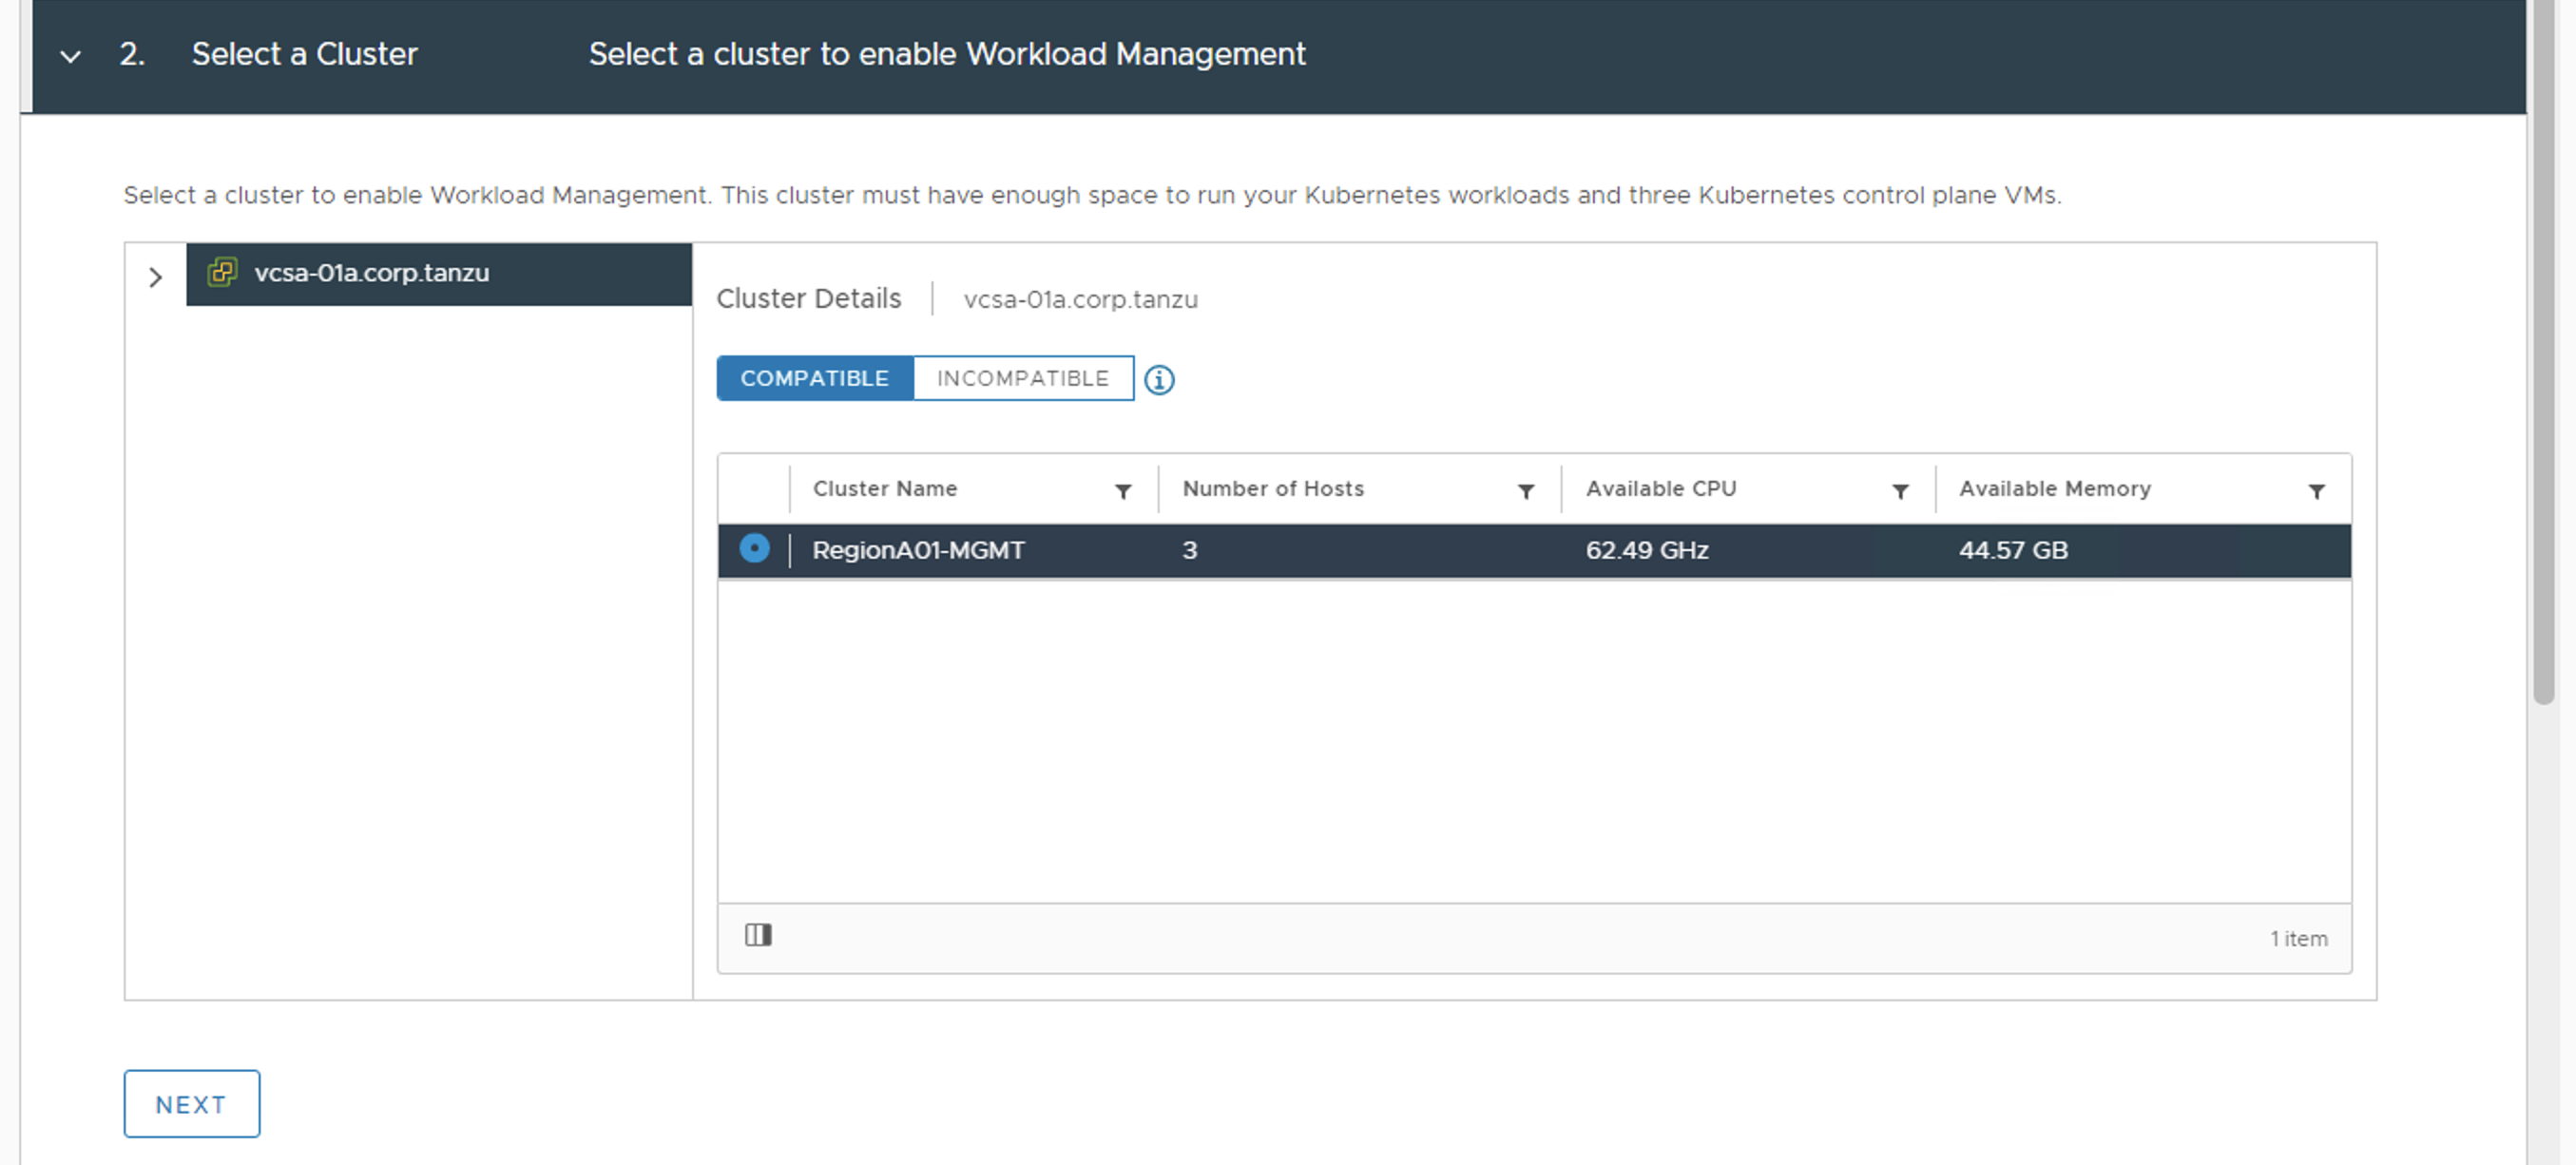 2. Select a Cluster Select a cluster to enable Workload Management
Select a cluster to enable Workload Management. This cluster must have enough space to run your Kubernetes workloads and three Kubernetes control plane VMs.
vcsa-01a.corp.tanzu
Cluster Details vcsa-01a.corp.tanzu
COMPATIBLE INCOMPATIBLE
Cluster Name Number of Hosts Available CPU Available Memory
RegionA01-MGMT 3 62.49 GHz 44.57 GB
1 item
NEXT